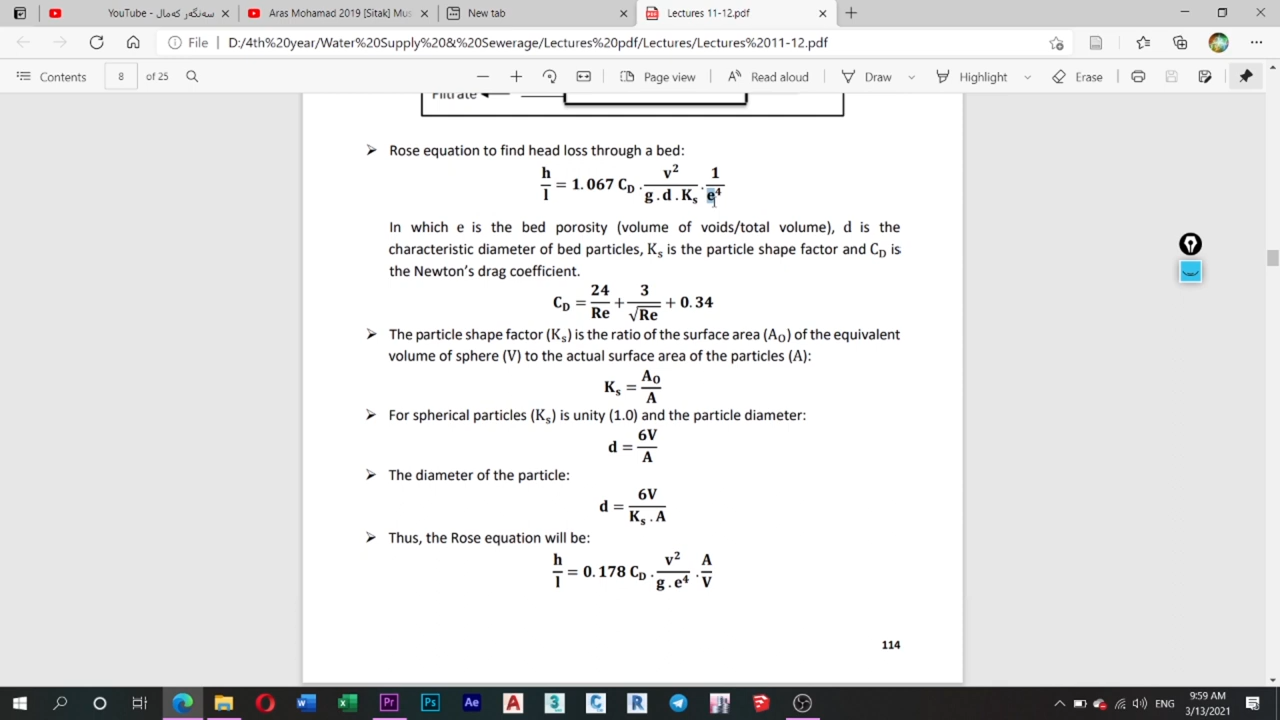 YouTube - سەنگەر کەمال
Aras Mohamad 2019 [Sitak] Mus
New tab
Lectures 11-12.pdf
File D:/4th%20year/Water%20Supply%20&%20Sewerage/Lectures%20pdf/Lectures/Lectures%2011-12.pdf
Contents 8 of 25 Page view Read aloud Draw Highlight Erase
Filtrate
➢ Rose equation to find head loss through a bed:
h/l = 1.067 C_D . v²/(g . d . K_s) . 1/e⁴
In which e is the bed porosity (volume of voids/total volume), d is the
characteristic diameter of bed particles, K_s is the particle shape factor and C_D is
the Newton's drag coefficient.
C_D = 24/Re + 3/√Re + 0.34
➢ The particle shape factor (K_s) is the ratio of the surface area (A_O) of the equivalent
volume of sphere (V) to the actual surface area of the particles (A):
K_s = A_O/A
➢ For spherical particles (K_s) is unity (1.0) and the particle diameter:
d = 6V/A
➢ The diameter of the particle:
d = 6V/(K_s . A)
➢ Thus, the Rose equation will be:
h/l = 0.178 C_D . v²/(g . e⁴) . A/V
114
ENG
9:59 AM
3/13/2021